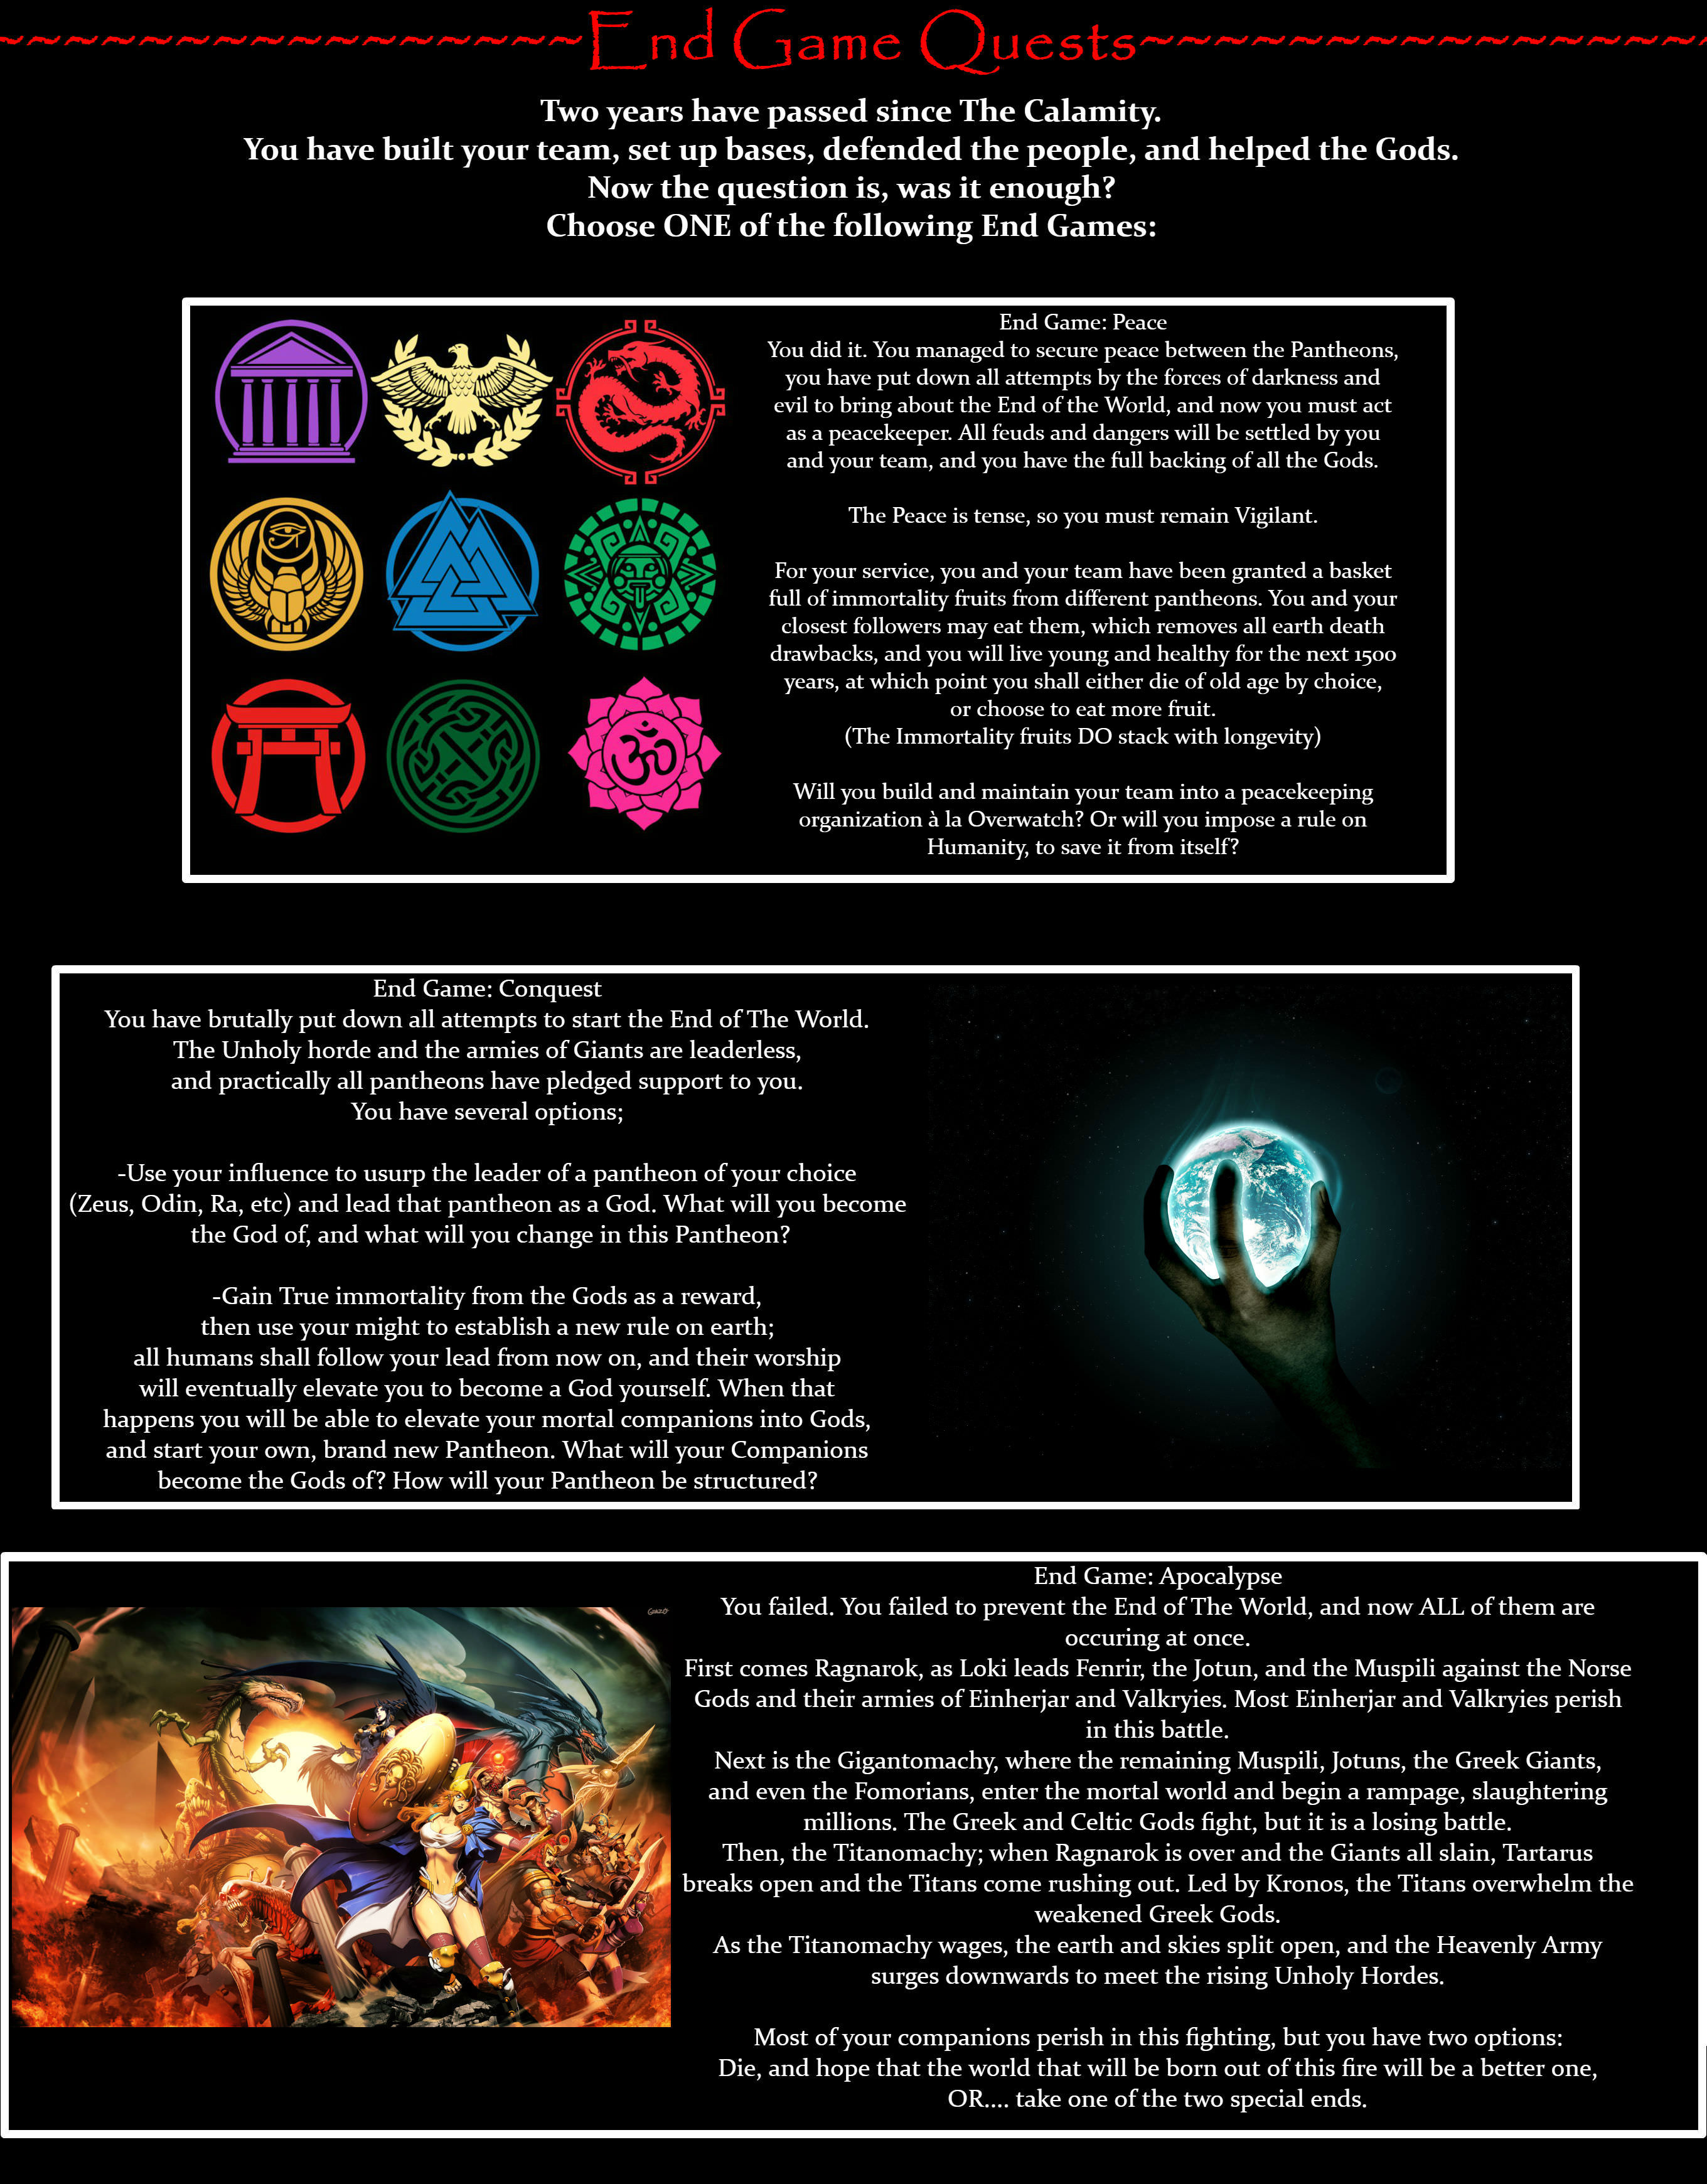 ~~~~~~~~~~~~~~~~End Game Quests~~~~~~~~~~~~~~~~
Two years have passed since The Calamity.
You have built your team, set up bases, defended the people, and helped the Gods.
Now the question is, was it enough?
Choose ONE of the following End Games:
End Game: Peace
You did it. You managed to secure peace between the Pantheons,
you have put down all attempts by the forces of darkness and
evil to bring about the End of the World, and now you must act
as a peacekeeper. All feuds and dangers will be settled by you
and your team, and you have the full backing of all the Gods.
The Peace is tense, so you must remain Vigilant.
For your service, you and your team have been granted a basket
full of immortality fruits from different pantheons. You and your
closest followers may eat them, which removes all earth death
drawbacks, and you will live young and healthy for the next 1500
years, at which point you shall either die of old age by choice,
or choose to eat more fruit.
(The Immortality fruits DO stack with longevity)
Will you build and maintain your team into a peacekeeping
organization à la Overwatch? Or will you impose a rule on
Humanity, to save it from itself?
ॐ
End Game: Conquest
You have brutally put down all attempts to start the End of The World.
The Unholy horde and the armies of Giants are leaderless,
and practically all pantheons have pledged support to you.
You have several options;
-Use your influence to usurp the leader of a pantheon of your choice
(Zeus, Odin, Ra, etc) and lead that pantheon as a God. What will you become
the God of, and what will you change in this Pantheon?
-Gain True immortality from the Gods as a reward,
then use your might to establish a new rule on earth;
all humans shall follow your lead from now on, and their worship
will eventually elevate you to become a God yourself. When that
happens you will be able to elevate your mortal companions into Gods,
and start your own, brand new Pantheon. What will your Companions
become the Gods of? How will your Pantheon be structured?
End Game: Apocalypse
You failed. You failed to prevent the End of The World, and now ALL of them are
occuring at once.
First comes Ragnarok, as Loki leads Fenrir, the Jotun, and the Muspili against the Norse
Gods and their armies of Einherjar and Valkryies. Most Einherjar and Valkryies perish
in this battle.
Next is the Gigantomachy, where the remaining Muspili, Jotuns, the Greek Giants,
and even the Fomorians, enter the mortal world and begin a rampage, slaughtering
millions. The Greek and Celtic Gods fight, but it is a losing battle.
Then, the Titanomachy; when Ragnarok is over and the Giants all slain, Tartarus
breaks open and the Titans come rushing out. Led by Kronos, the Titans overwhelm the
weakened Greek Gods.
As the Titanomachy wages, the earth and skies split open, and the Heavenly Army
surges downwards to meet the rising Unholy Hordes.
Most of your companions perish in this fighting, but you have two options:
Die, and hope that the world that will be born out of this fire will be a better one,
OR.... take one of the two special ends.